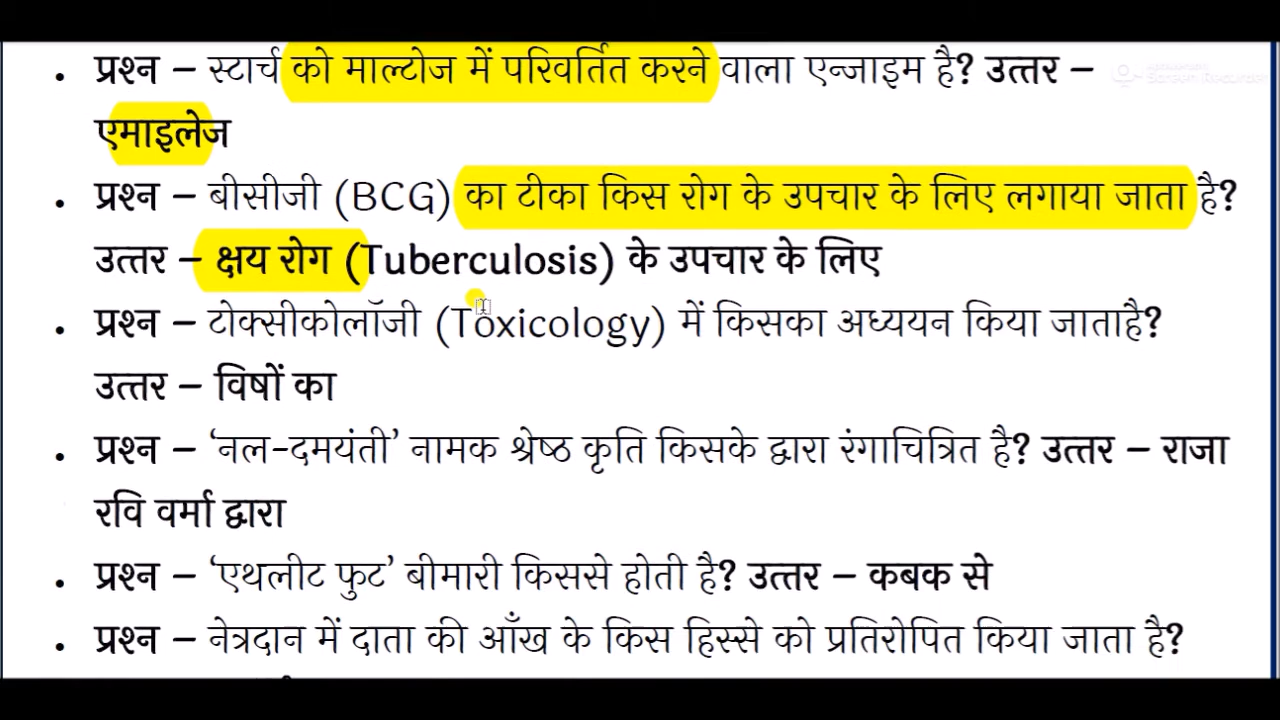 • प्रश्न – स्टार्च को माल्टोज में परिवर्तित करने वाला एन्जाइम है? उत्तर –
एमाइलेज
• प्रश्न – बीसीजी (BCG) का टीका किस रोग के उपचार के लिए लगाया जाता है?
उत्तर – क्षय रोग (Tuberculosis) के उपचार के लिए
• प्रश्न – टोक्सीकोलॉजी (Toxicology) में किसका अध्ययन किया जाताहै?
उत्तर – विषों का
• प्रश्न – ‘नल-दमयंती’ नामक श्रेष्ठ कृति किसके द्वारा रंगाचित्रित है? उत्तर – राजा
रवि वर्मा द्वारा
• प्रश्न – ‘एथलीट फुट’ बीमारी किससे होती है? उत्तर – कबक से
• प्रश्न – नेत्रदान में दाता की आँख के किस हिस्से को प्रतिरोपित किया जाता है?